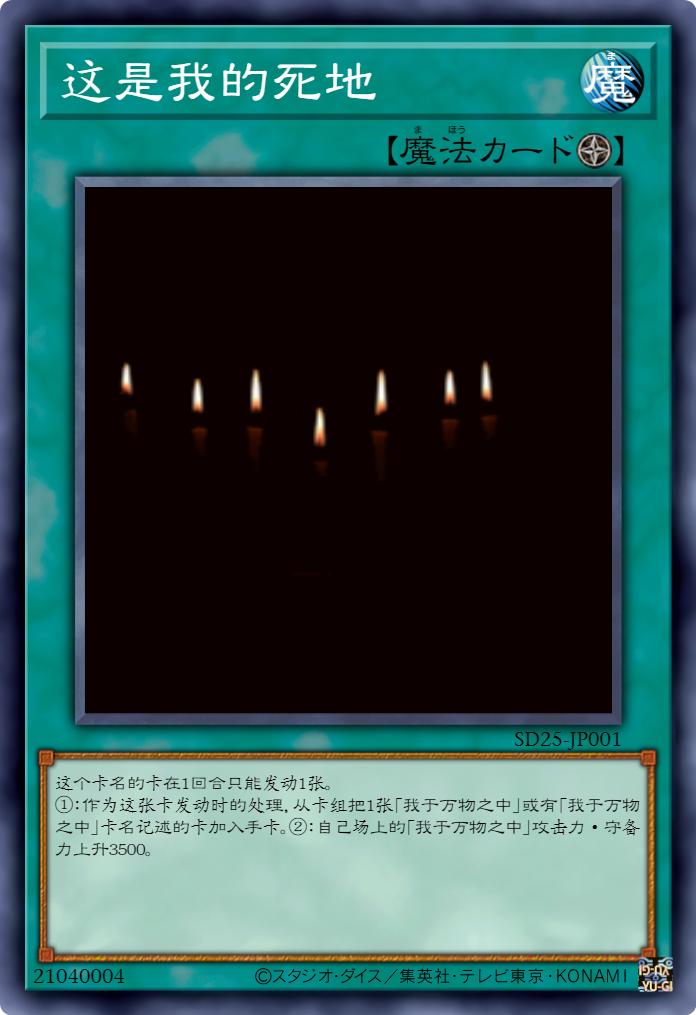 这是我的死地
魔
ま
ま ほう
【魔法カード】
SD25-JP001
这个卡名的卡在1回合只能发动1张。
①：作为这张卡发动时的处理，从卡组把1张「我于万物之中」或有「我于万物
之中」卡名记述的卡加入手卡。②：自己场上的「我于万物之中」攻击力・守备
力上升3500。
21040004 ©スタジオ・ダイス／集英社・テレビ東京・KONAMI
YU-GI